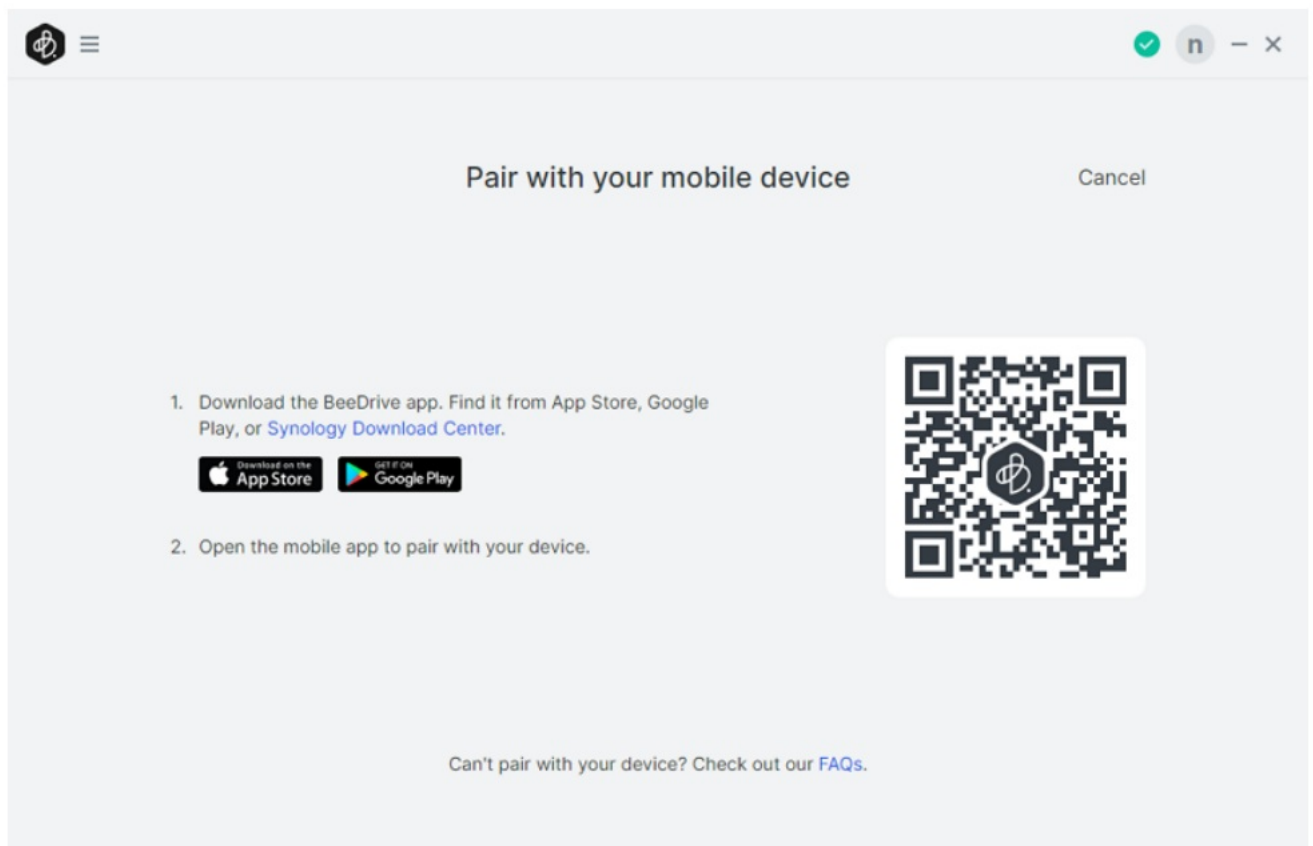 n
Pair with your mobile device
Cancel
1. Download the BeeDrive app. Find it from App Store, Google
Play, or Synology Download Center.
Download on the
App Store
GET IT ON
Google Play
2. Open the mobile app to pair with your device.
Can't pair with your device? Check out our FAQs.